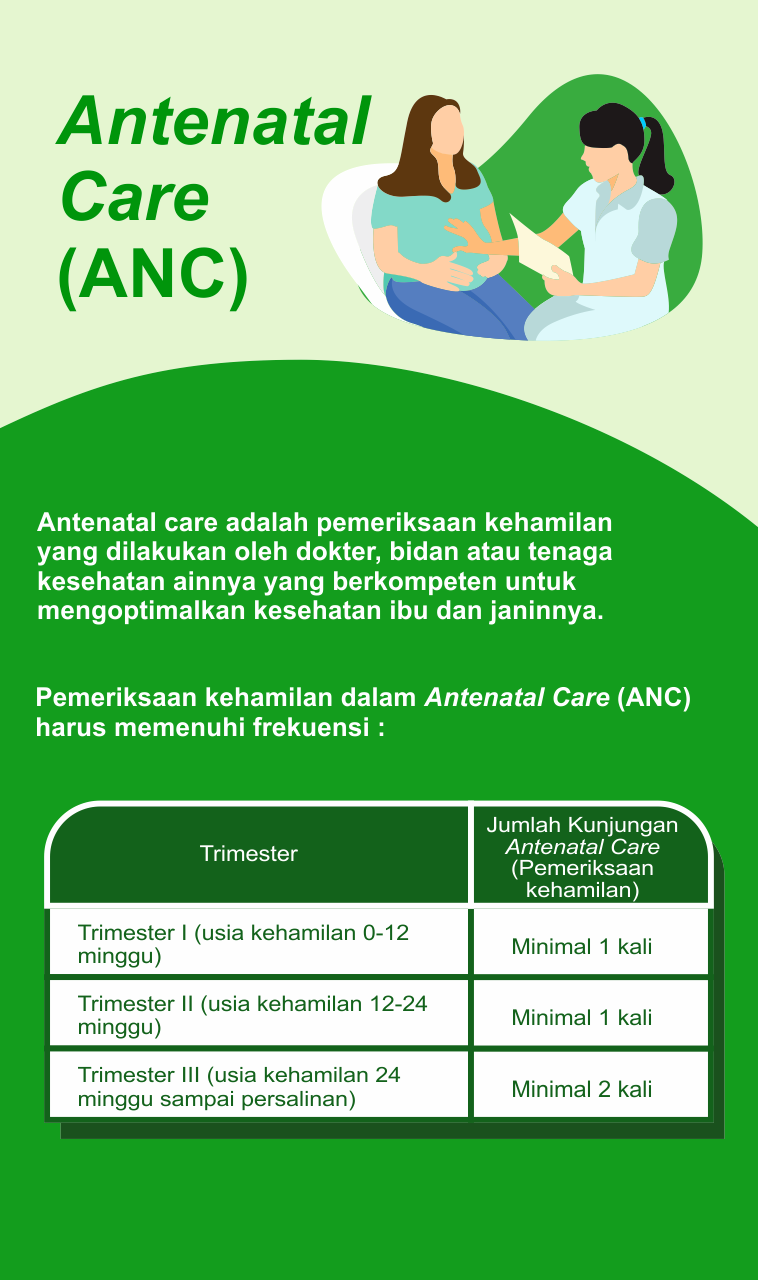 Antenatal
Care
(ANC)
Antenatal care adalah pemeriksaan kehamilan
yang dilakukan oleh dokter, bidan atau tenaga
kesehatan ainnya yang berkompeten untuk
mengoptimalkan kesehatan ibu dan janinnya.
Pemeriksaan kehamilan dalam Antenatal Care (ANC)
harus memenuhi frekuensi :
Trimester
Jumlah Kunjungan
Antenatal Care
(Pemeriksaan
kehamilan)
Trimester I (usia kehamilan 0-12
minggu)
Minimal 1 kali
Trimester II (usia kehamilan 12-24
minggu)
Minimal 1 kali
Trimester III (usia kehamilan 24
minggu sampai persalinan)
Minimal 2 kali